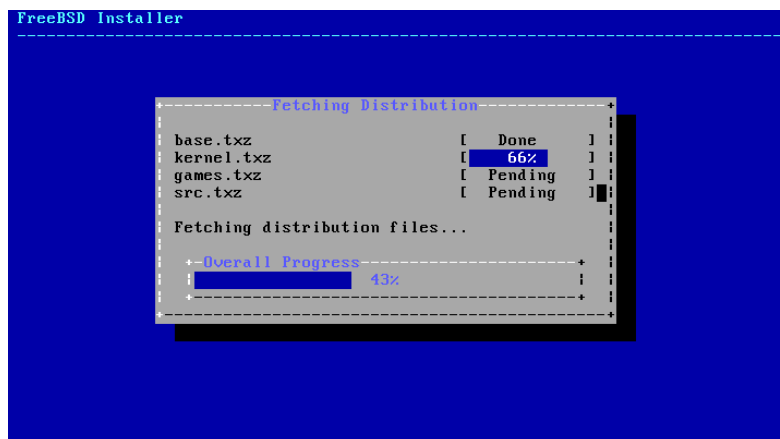 FreeBSD Installer
Fetching Distribution
base.txz [ Done ]
kernel.txz [ 66% ]
games.txz [ Pending ]
src.txz [ Pending ]
Fetching distribution files...
Overall Progress
43%